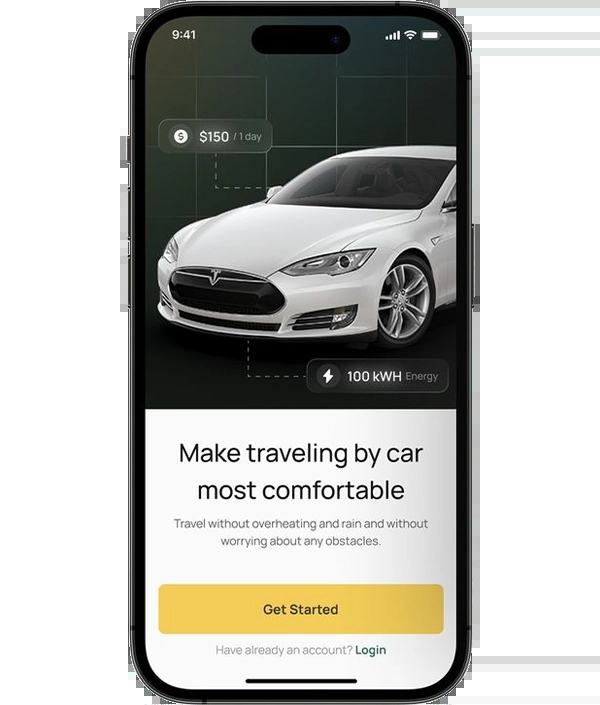 9:41
$150 / 1 day
100 kWH Energy
Make traveling by car
most comfortable
Travel without overheating and rain and without
worrying about any obstacles.
Get Started
Have already an account? Login